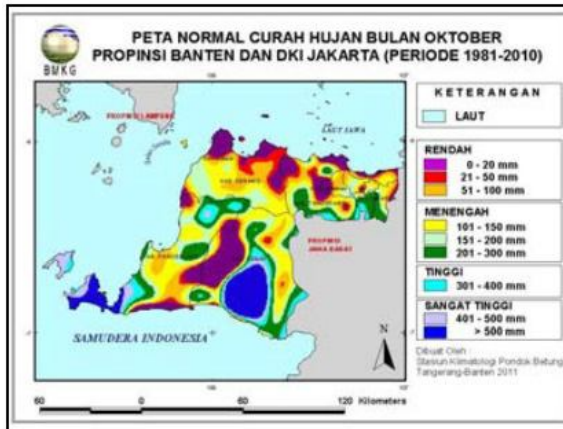 PETA NORMAL CURAH HUJAN BULAN OKTOBER
PROPINSI BANTEN DAN DKI JAKARTA (PERIODE 1981-2010)
BMKG
KETERANGAN
LAUT
RENDAH
0 - 20 mm
21 - 50 mm
51 - 100 mm
MENENGAH
101 - 150 mm
151 - 200 mm
201 - 300 mm
TINGGI
301 - 400 mm
SANGAT TINGGI
401 - 500 mm
> 500 mm
LAUT JAWA
PROPINSI
JAWA BARAT
SAMUDERA INDONESIA
N
Dibuat Oleh :
Stasiun Klimatologi Pondok Betung
Tangerang-Banten 2011
60 0 60 120 Kilometers